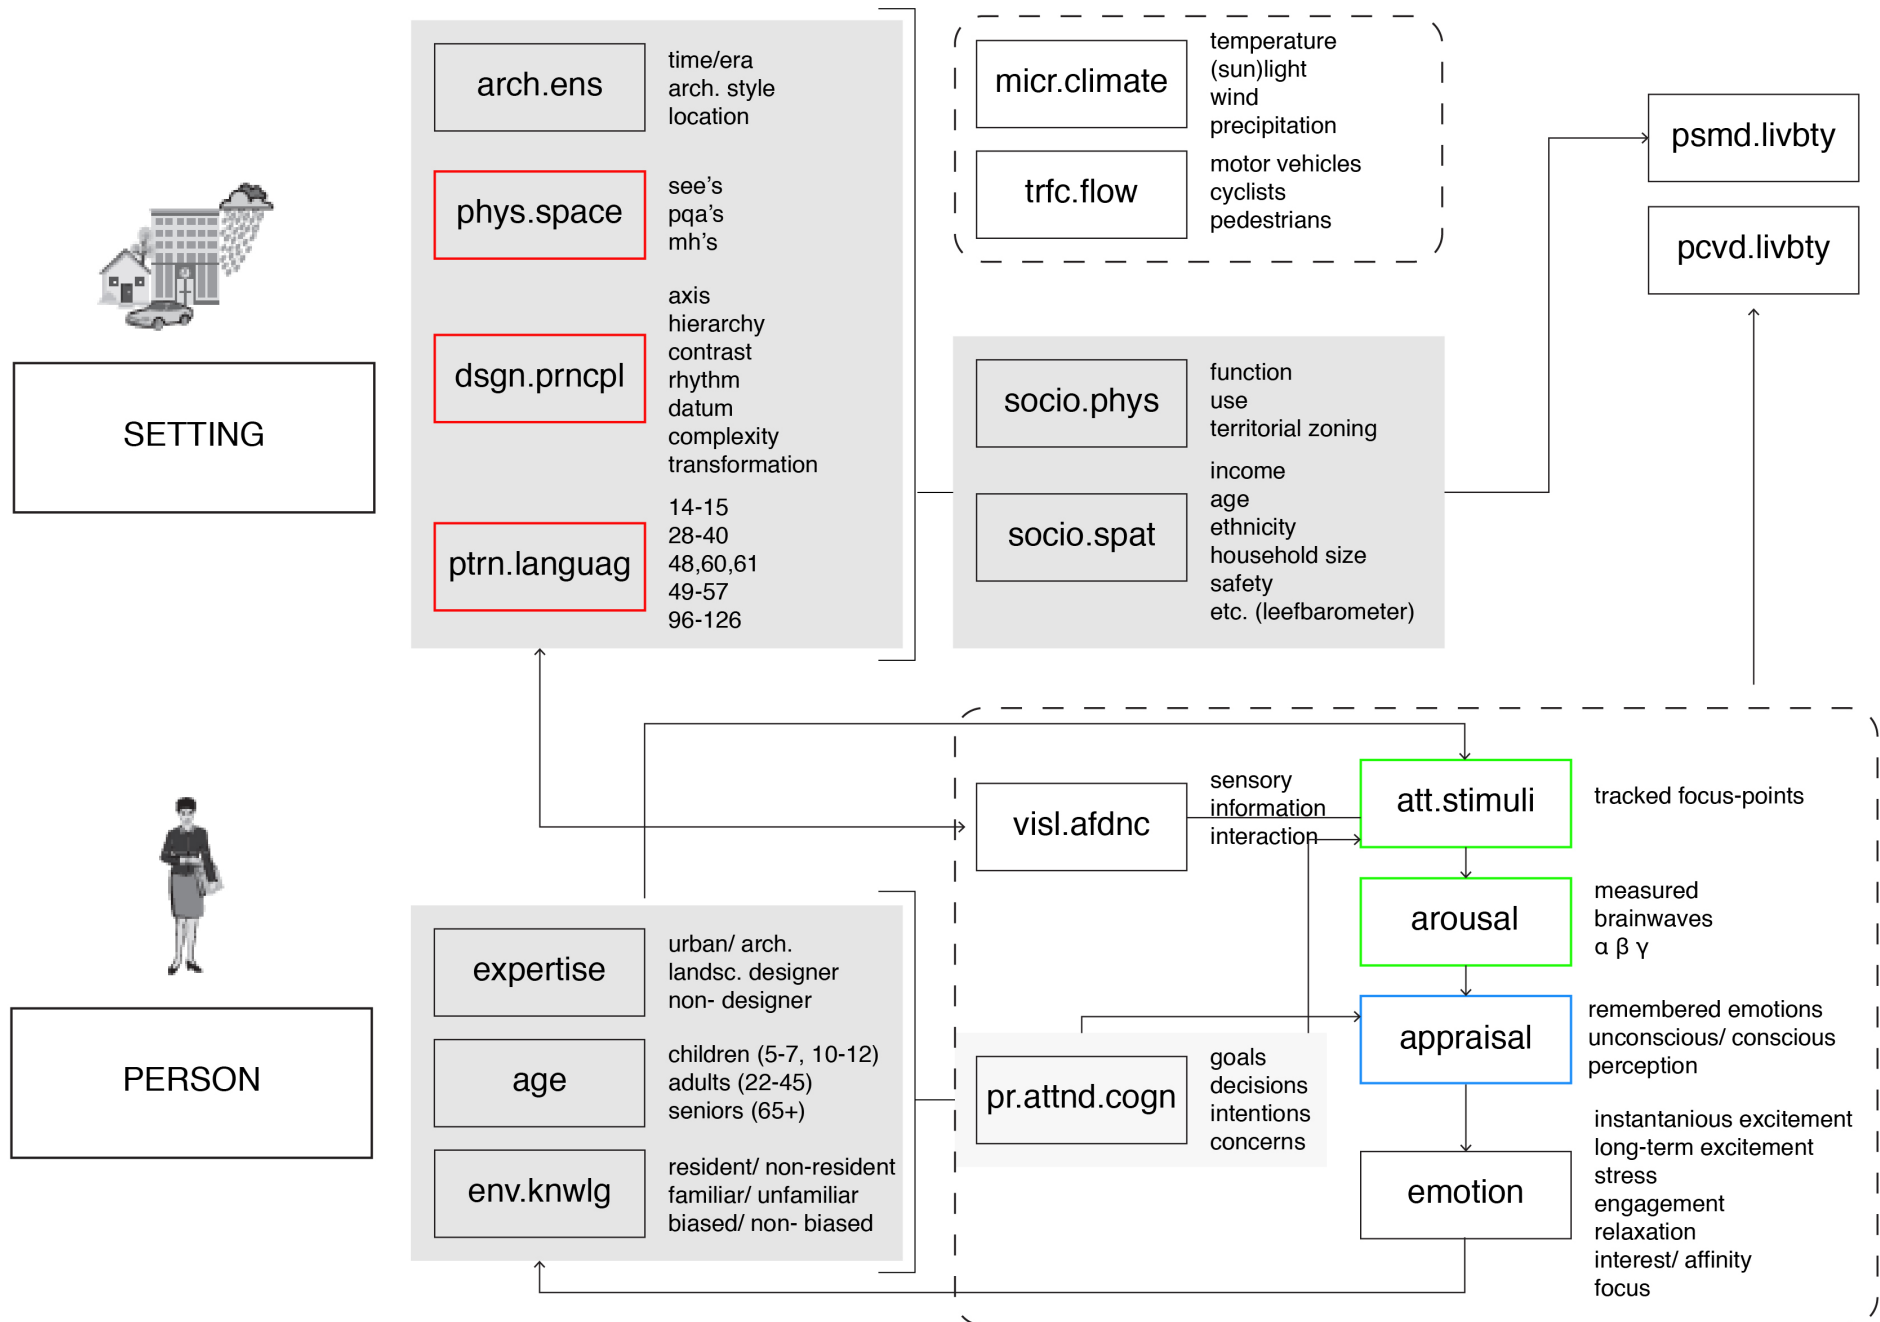 SETTING
arch.ens
time/era
arch. style
location
phys.space
see's
pqa's
mh's
dsgn.prncpl
axis
hierarchy
contrast
rhythm
datum
complexity
transformation
ptrn.languag
14-15
28-40
48,60,61
49-57
96-126
micr.climate
temperature
(sun)light
wind
precipitation
trfc.flow
motor vehicles
cyclists
pedestrians
socio.phys
function
use
territorial zoning
socio.spat
income
age
ethnicity
household size
safety
etc. (leefbarometer)
psmd.livbty
pcvd.livbty
PERSON
expertise
urban/ arch.
landsc. designer
non- designer
age
children (5-7, 10-12)
adults (22-45)
seniors (65+)
env.knwlg
resident/ non-resident
familiar/ unfamiliar
biased/ non- biased
visl.afdnc
sensory
information
interaction
pr.attnd.cogn
goals
decisions
intentions
concerns
att.stimuli
tracked focus-points
arousal
measured
brainwaves
α β γ
appraisal
remembered emotions
unconscious/ conscious
perception
emotion
instantanious excitement
long-term excitement
stress
engagement
relaxation
interest/ affinity
focus